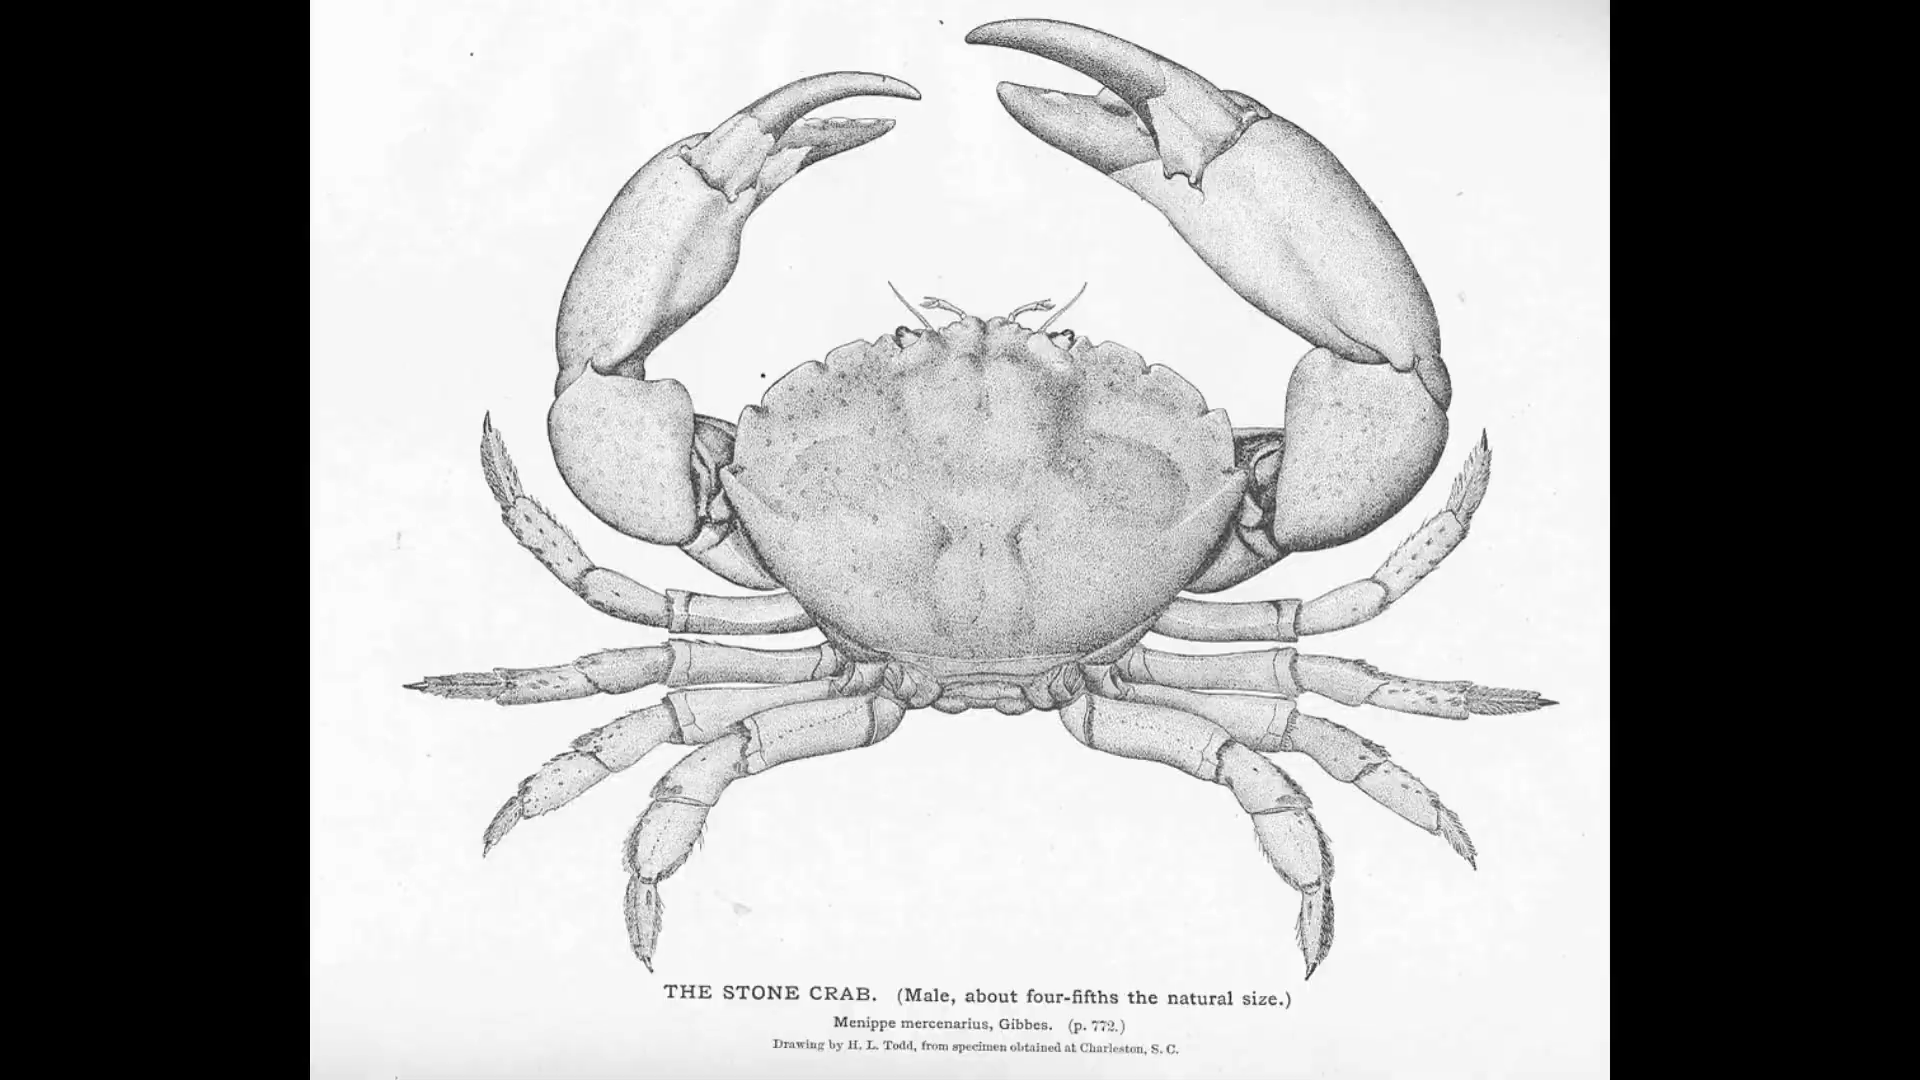 THE STONE CRAB. (Male, about four-fifths the natural size.)
Menippe mercenarius, Gibbes. (p. 772.)
Drawing by H. L. Todd, from specimen obtained at Charleston, S. C.